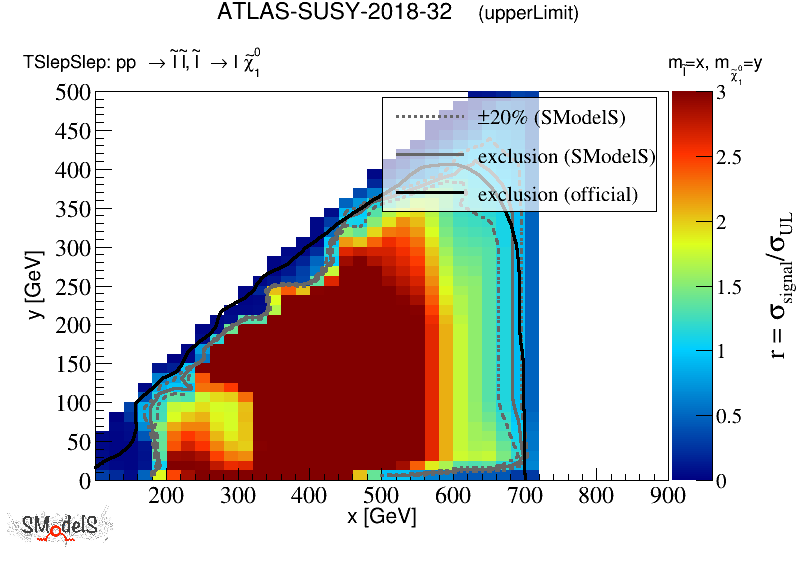 ATLAS-SUSY-2018-32 (upperLimit)
TSlepSlep: pp → l̃ l̃, l̃ → l χ̃₁⁰
m_l̃=x, m_χ̃₁⁰=y
±20% (SModelS)
exclusion (SModelS)
exclusion (official)
500
450
400
350
300
250
200
150
100
50
0
y [GeV]
200 300 400 500 600 700 800 900
x [GeV]
3
2.5
2
1.5
1
0.5
0
r = σ_signal/σ_UL
SModelS